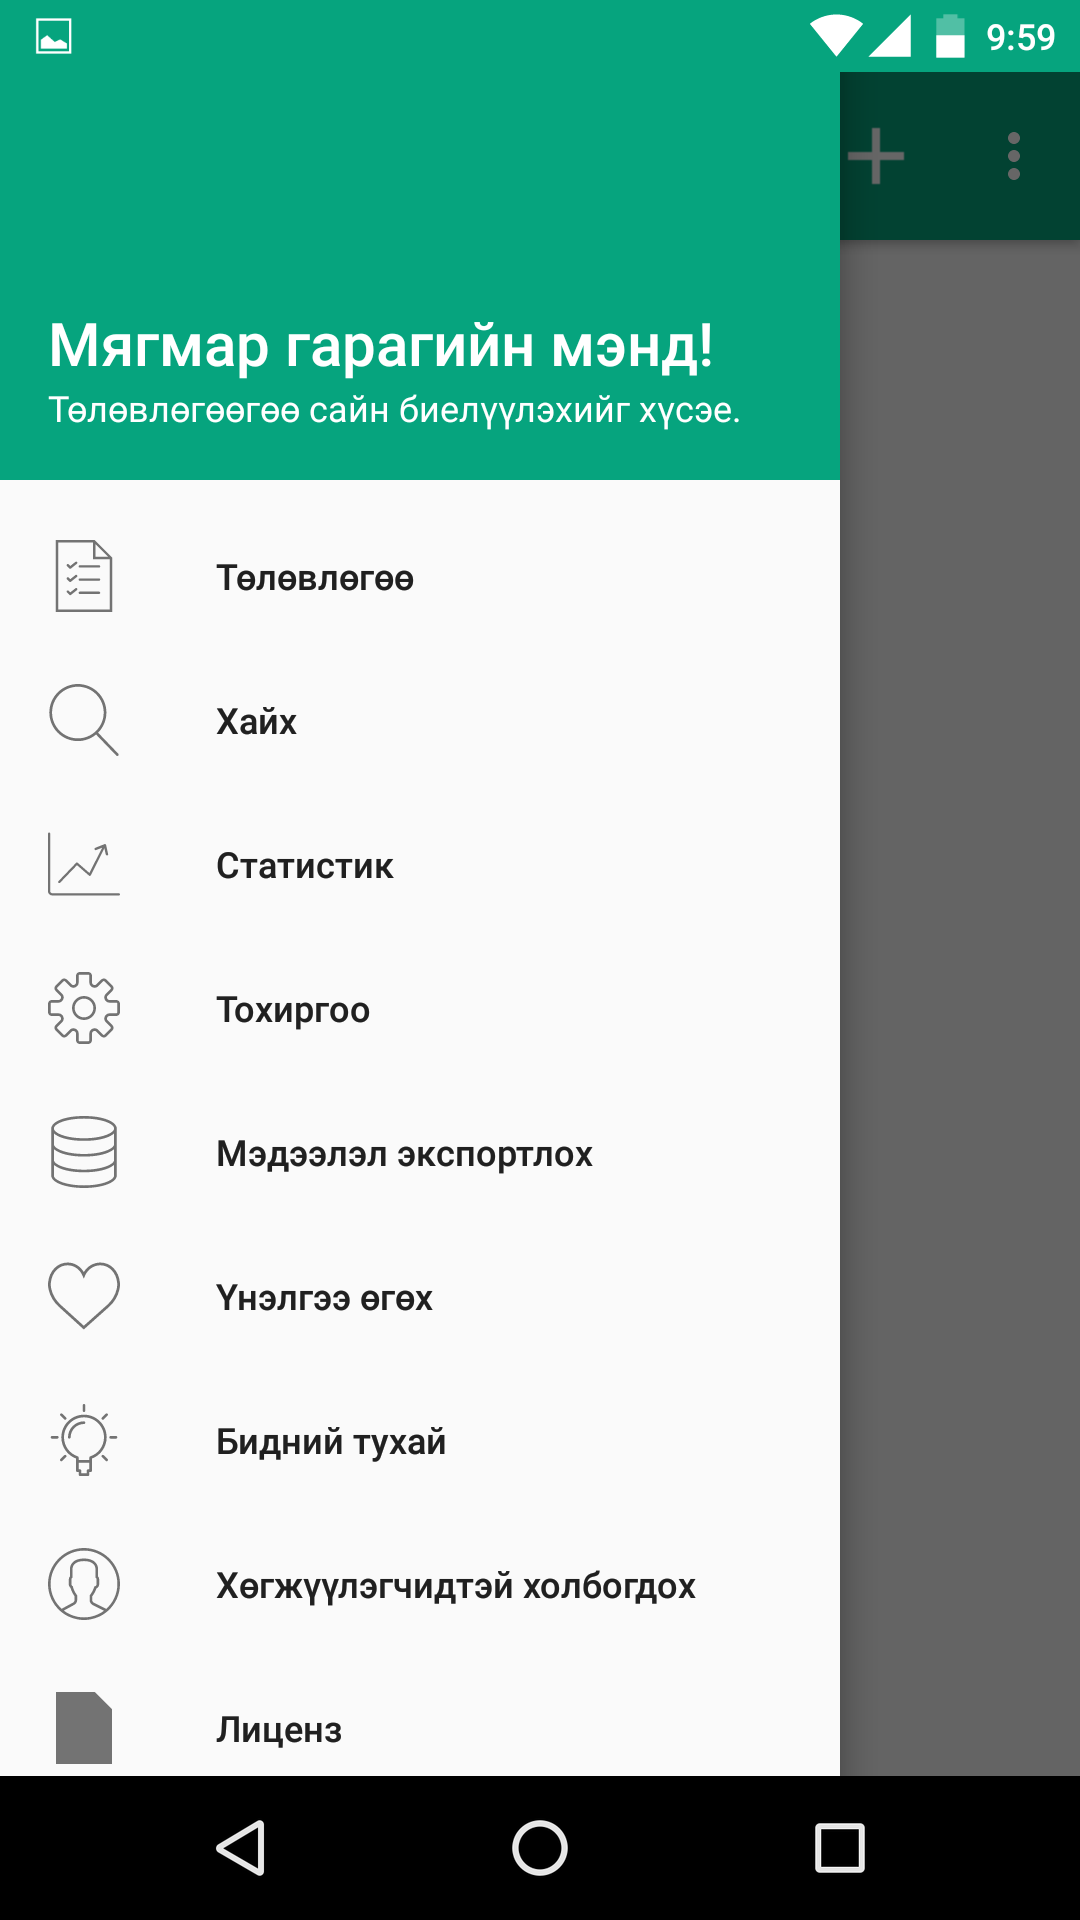 9:59
Мягмар гарагийн мэнд!
Төлөвлөгөөгөө сайн биелүүлэхийг хүсэе.
Төлөвлөгөө
Хайх
Статистик
Тохиргоо
Мэдээлэл экспортлох
Үнэлгээ өгөх
Бидний тухай
Хөгжүүлэгчидтэй холбогдох
Лиценз